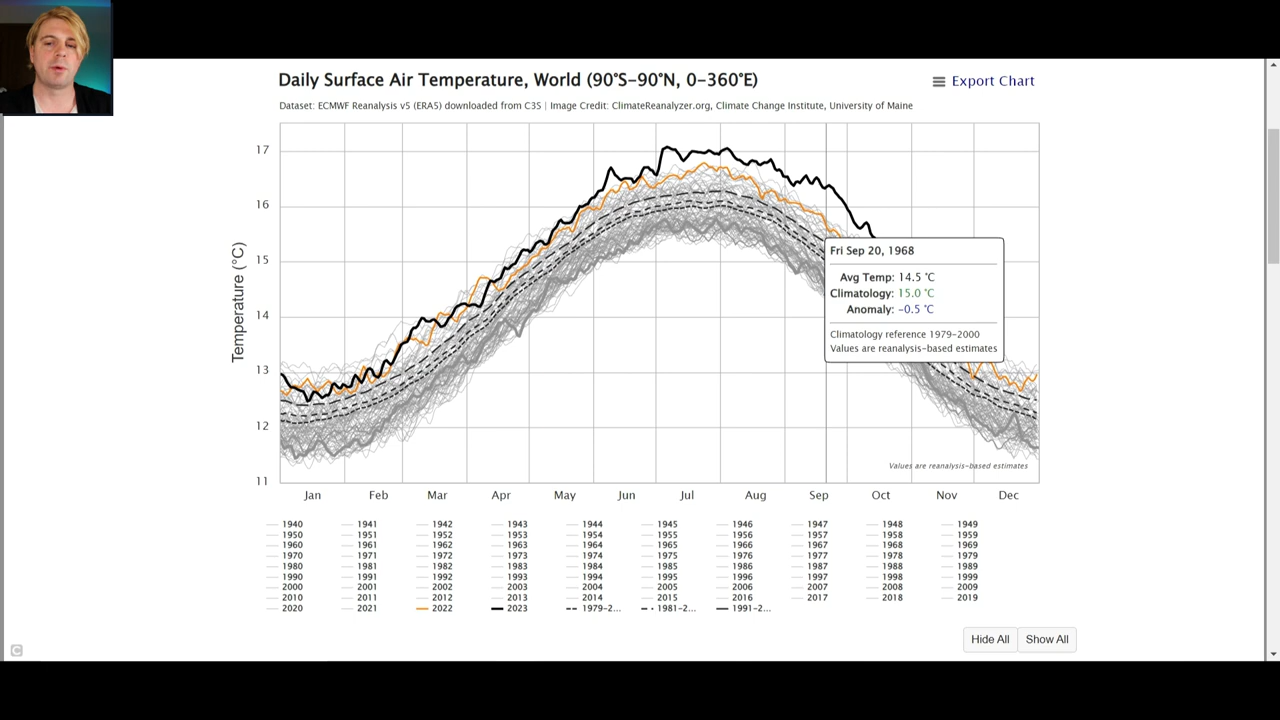 Daily Surface Air Temperature, World (90°S–90°N, 0–360°E)
Export Chart
Dataset: ECMWF Reanalysis v5 (ERA5) downloaded from C3S | Image Credit: ClimateReanalyzer.org, Climate Change Institute, University of Maine
Temperature (°C)
17
16
15
14
13
12
11
Fri Sep 20, 1968
Avg Temp: 14.5 °C
Climatology: 15.0 °C
Anomaly: -0.5 °C
Climatology reference 1979-2000
Values are reanalysis-based estimates
Values are reanalysis-based estimates
Jan Feb Mar Apr May Jun Jul Aug Sep Oct Nov Dec
1940 1941 1942 1943 1944 1945 1946 1947 1948 1949
1950 1951 1952 1953 1954 1955 1956 1957 1958 1959
1960 1961 1962 1963 1964 1965 1966 1967 1968 1969
1970 1971 1972 1973 1974 1975 1976 1977 1978 1979
1980 1981 1982 1983 1984 1985 1986 1987 1988 1989
1990 1991 1992 1993 1994 1995 1996 1997 1998 1999
2000 2001 2002 2003 2004 2005 2006 2007 2008 2009
2010 2011 2012 2013 2014 2015 2016 2017 2018 2019
2020 2021 2022 2023 1979-2... 1981-2... 1991-2...
Hide All Show All
C